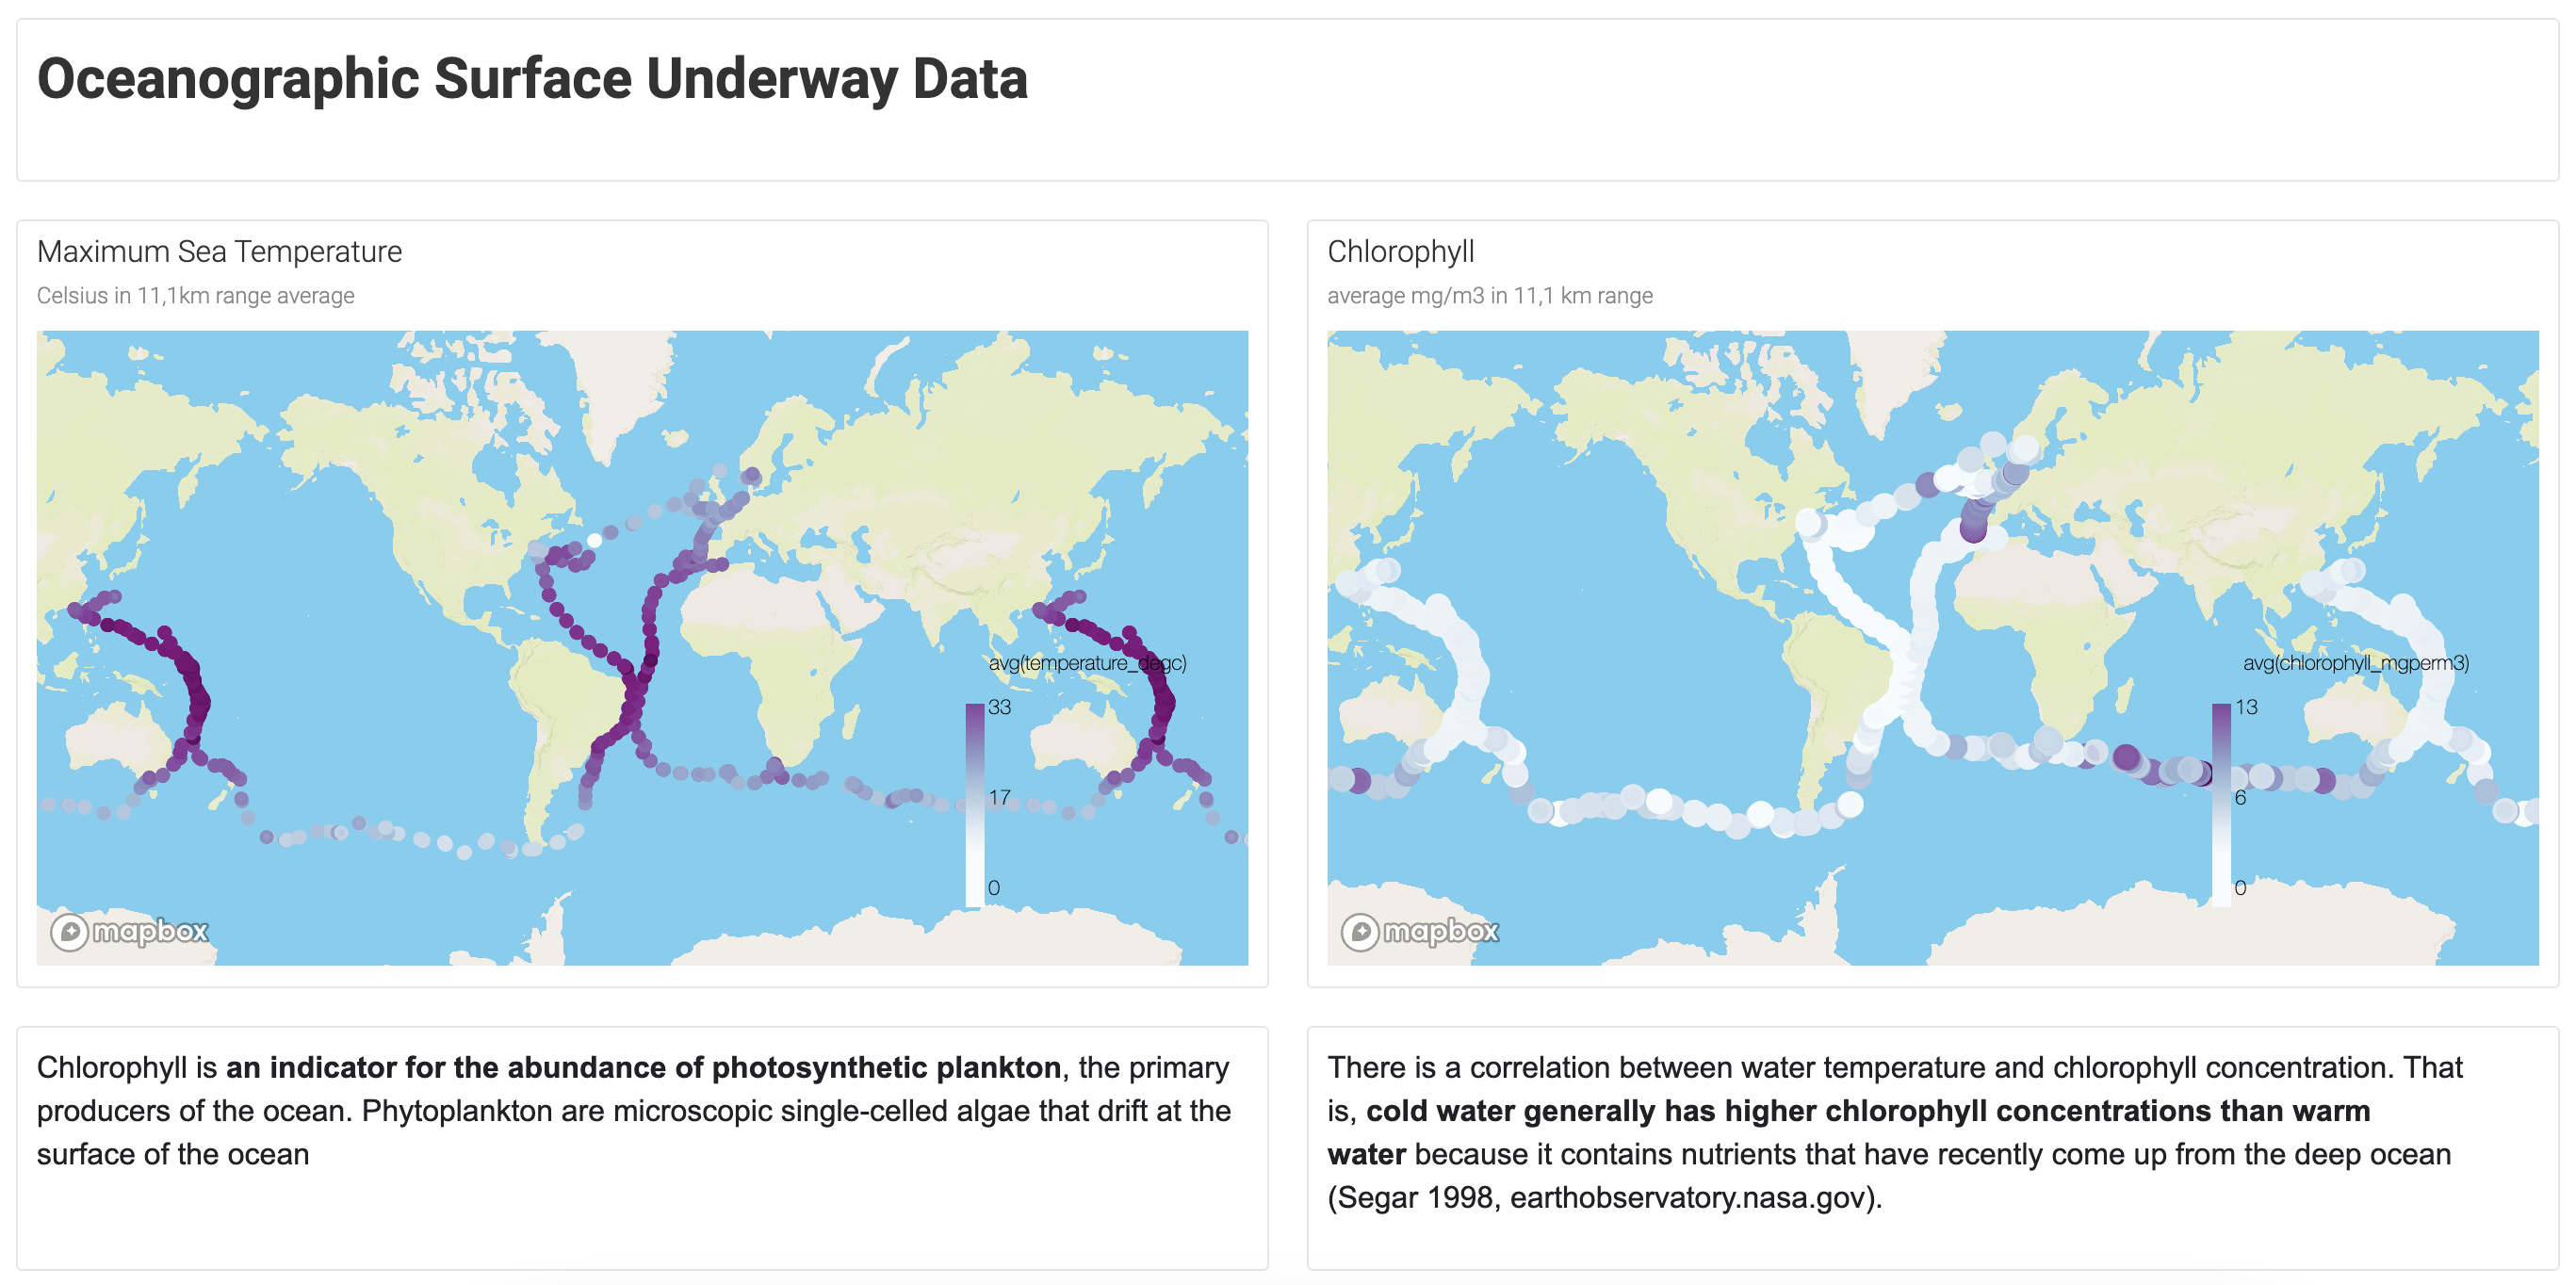 Oceanographic Surface Underway Data
Maximum Sea Temperature
Celsius in 11,1km range average
avg(temperature_degc)
33
17
0
mapbox
Chlorophyll
average mg/m3 in 11,1 km range
avg(chlorophyll_mgperm3)
13
6
0
mapbox
Chlorophyll is an indicator for the abundance of photosynthetic plankton, the primary
producers of the ocean. Phytoplankton are microscopic single-celled algae that drift at the
surface of the ocean
There is a correlation between water temperature and chlorophyll concentration. That
is, cold water generally has higher chlorophyll concentrations than warm
water because it contains nutrients that have recently come up from the deep ocean
(Segar 1998, earthobservatory.nasa.gov).